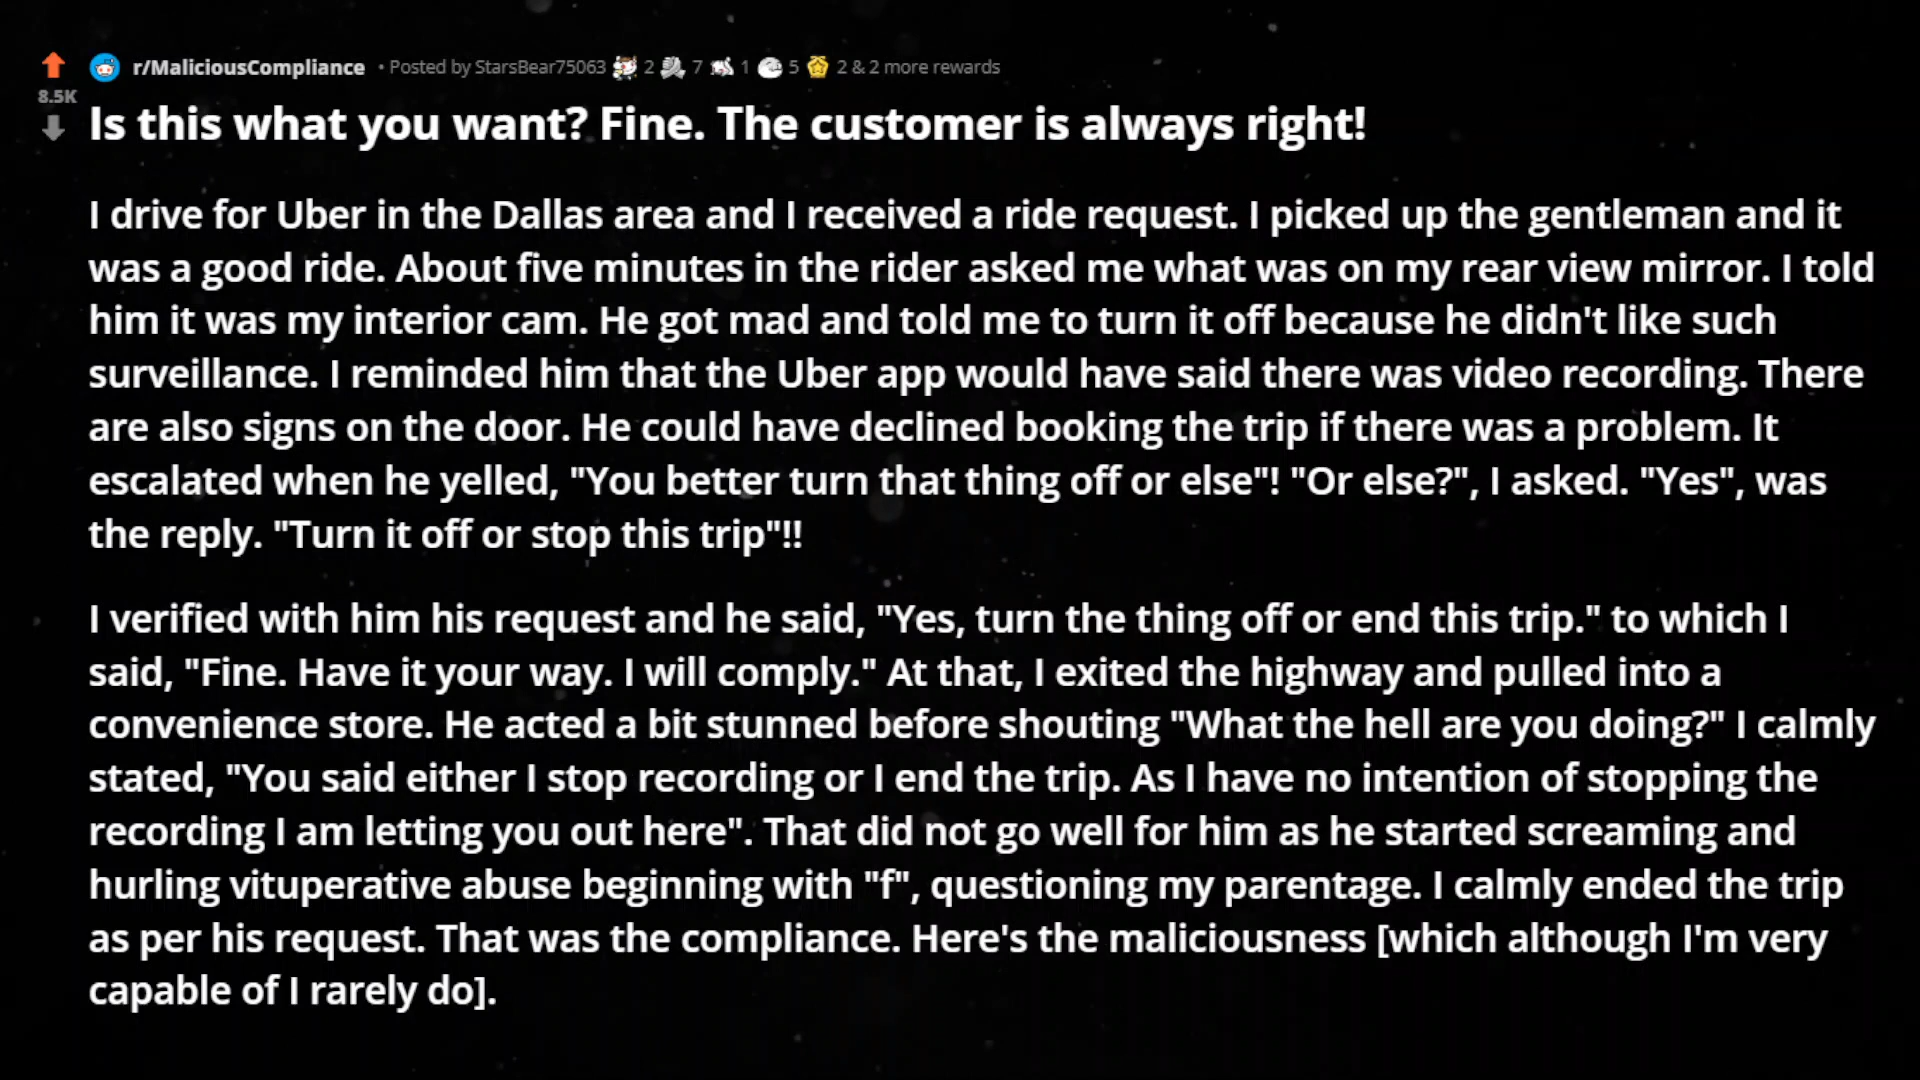 r/MaliciousCompliance • Posted by StarsBear75063 2 7 1 5 2 & 2 more rewards
8.5K
Is this what you want? Fine. The customer is always right!
I drive for Uber in the Dallas area and I received a ride request. I picked up the gentleman and it
was a good ride. About five minutes in the rider asked me what was on my rear view mirror. I told
him it was my interior cam. He got mad and told me to turn it off because he didn't like such
surveillance. I reminded him that the Uber app would have said there was video recording. There
are also signs on the door. He could have declined booking the trip if there was a problem. It
escalated when he yelled, "You better turn that thing off or else"! "Or else?", I asked. "Yes", was
the reply. "Turn it off or stop this trip"!!
I verified with him his request and he said, "Yes, turn the thing off or end this trip." to which I
said, "Fine. Have it your way. I will comply." At that, I exited the highway and pulled into a
convenience store. He acted a bit stunned before shouting "What the hell are you doing?" I calmly
stated, "You said either I stop recording or I end the trip. As I have no intention of stopping the
recording I am letting you out here". That did not go well for him as he started screaming and
hurling vituperative abuse beginning with "f", questioning my parentage. I calmly ended the trip
as per his request. That was the compliance. Here's the maliciousness [which although I'm very
capable of I rarely do].